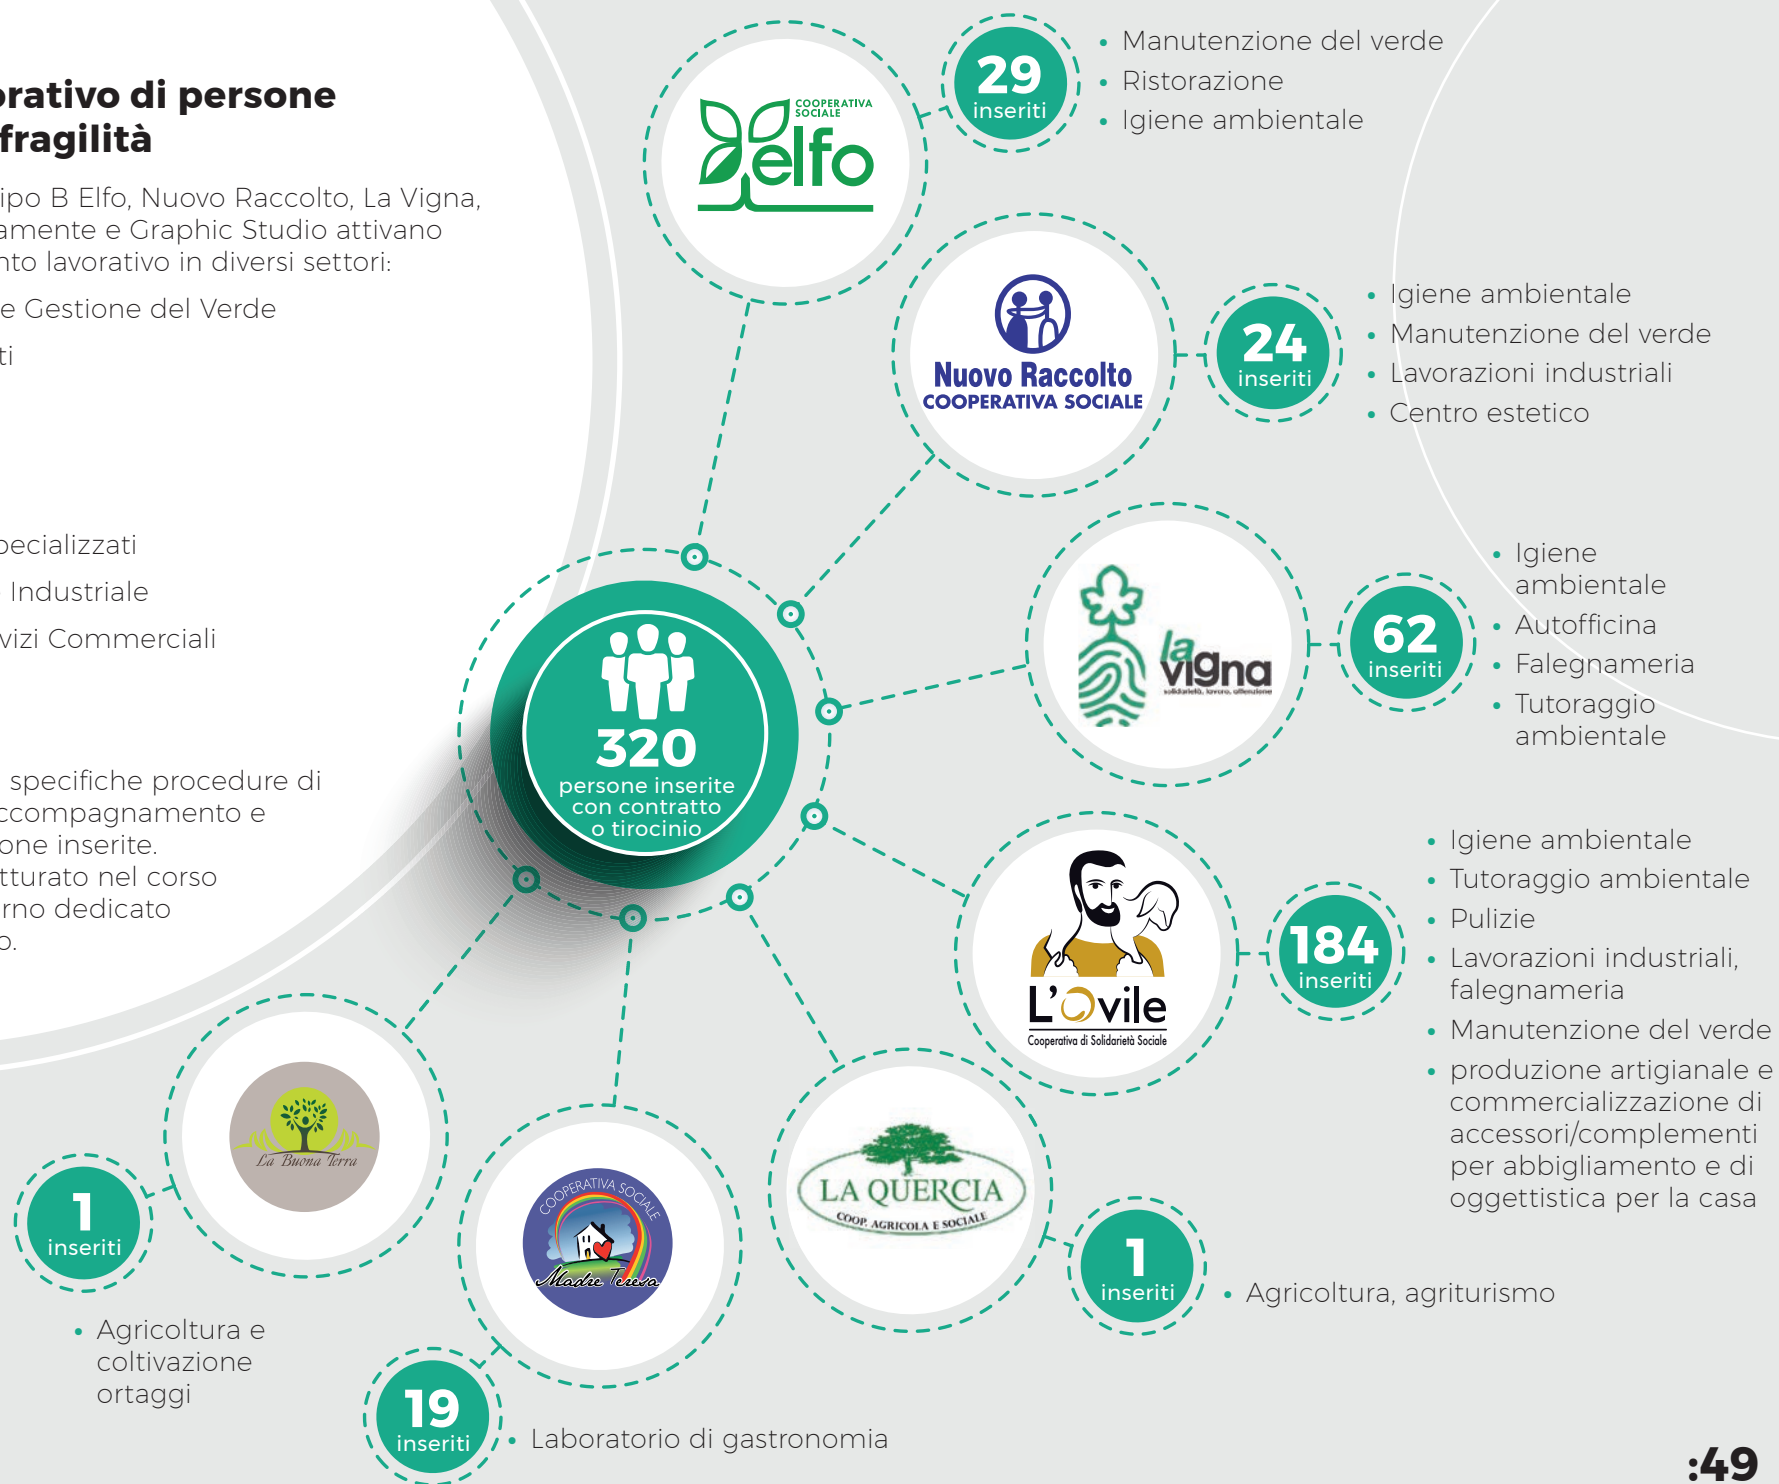 orativo di persone
fragilità
ipo B Elfo, Nuovo Raccolto, La Vigna,
amente e Graphic Studio attivano
nto lavorativo in diversi settori:
e Gestione del Verde
ti
pecializzati
Industriale
vizi Commerciali
specifiche procedure di
ccompagnamento e
one inserite.
tturato nel corso
rno dedicato
o.
COOPERATIVA
SOCIALE
elfo
29
inseriti
• Manutenzione del verde
• Ristorazione
• Igiene ambientale
Nuovo Raccolto
COOPERATIVA SOCIALE
24
inseriti
• Igiene ambientale
• Manutenzione del verde
• Lavorazioni industriali
• Centro estetico
la
vigna
solidarietà, lavoro, attenzione
62
inseriti
• Igiene
ambientale
• Autofficina
• Falegnameria
• Tutoraggio
ambientale
320
persone inserite
con contratto
o tirocinio
L'Ovile
Cooperativa di Solidarietà Sociale
184
inseriti
• Igiene ambientale
• Tutoraggio ambientale
• Pulizie
• Lavorazioni industriali,
falegnameria
• Manutenzione del verde
• produzione artigianale e
commercializzazione di
accessori/complementi
per abbigliamento e di
oggettistica per la casa
LA QUERCIA
COOP. AGRICOLA E SOCIALE
1
inseriti
• Agricoltura, agriturismo
COOPERATIVA SOCIALE
Madre Teresa
19
inseriti
• Laboratorio di gastronomia
La Buona Terra
1
inseriti
• Agricoltura e
coltivazione
ortaggi
:49